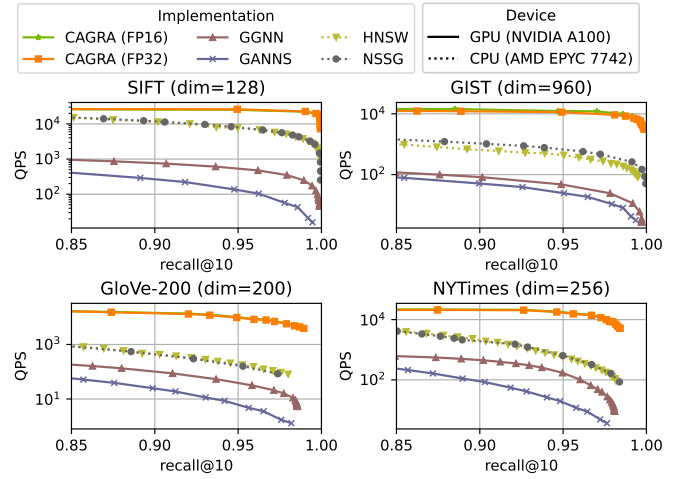 Implementation
CAGRA (FP16) GGNN HNSW
CAGRA (FP32) GANNS NSSG
Device
GPU (NVIDIA A100)
CPU (AMD EPYC 7742)
SIFT (dim=128)
QPS
10⁴
10³
10²
0.85 0.90 0.95 1.00
recall@10
GIST (dim=960)
QPS
10⁴
10²
0.85 0.90 0.95 1.00
recall@10
GloVe-200 (dim=200)
QPS
10³
10¹
0.85 0.90 0.95 1.00
recall@10
NYTimes (dim=256)
QPS
10⁴
10²
0.85 0.90 0.95 1.00
recall@10